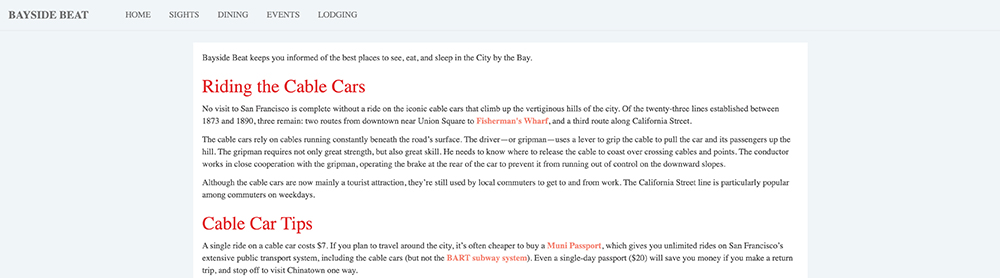 BAYSIDE BEAT HOME SIGHTS DINING EVENTS LODGING
Bayside Beat keeps you informed of the best places to see, eat, and sleep in the City by the Bay.
Riding the Cable Cars
No visit to San Francisco is complete without a ride on the iconic cable cars that climb up the vertiginous hills of the city. Of the twenty-three lines established between
1873 and 1890, three remain: two routes from downtown near Union Square to Fisherman's Wharf, and a third route along California Street.
The cable cars rely on cables running constantly beneath the road's surface. The driver—or gripman—uses a lever to grip the cable to pull the car and its passengers up the
hill. The gripman requires not only great strength, but also great skill. He needs to know where to release the cable to coast over crossing cables and points. The conductor
works in close cooperation with the gripman, operating the brake at the rear of the car to prevent it from running out of control on the downward slopes.
Although the cable cars are now mainly a tourist attraction, they're still used by local commuters to get to and from work. The California Street line is particularly popular
among commuters on weekdays.
Cable Car Tips
A single ride on a cable car costs $7. If you plan to travel around the city, it's often cheaper to buy a Muni Passport, which gives you unlimited rides on San Francisco's
extensive public transport system, including the cable cars (but not the BART subway system). Even a single-day passport ($20) will save you money if you make a return
trip, and stop off to visit Chinatown one way.